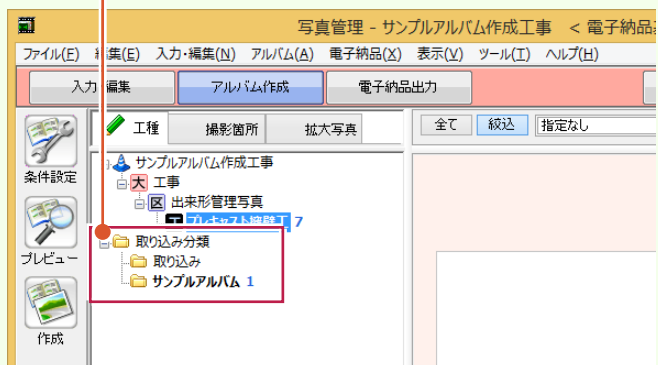 写真管理 - サンプルアルバム作成工事 < 電子納品
ファイル(F) 編集(E) 入力・編集(N) アルバム(A) 電子納品(X) 表示(V) ツール(T) ヘルプ(H)
入力・編集 アルバム作成 電子納品出力
工種 撮影箇所 拡大写真 全て 絞込 指定なし
条件設定
サンプルアルバム作成工事
大 工事
区 出来形管理写真
工 プレキャスト擁壁工 7
取り込み分類
プレビュー
取り込み
サンプルアルバム 1
作成